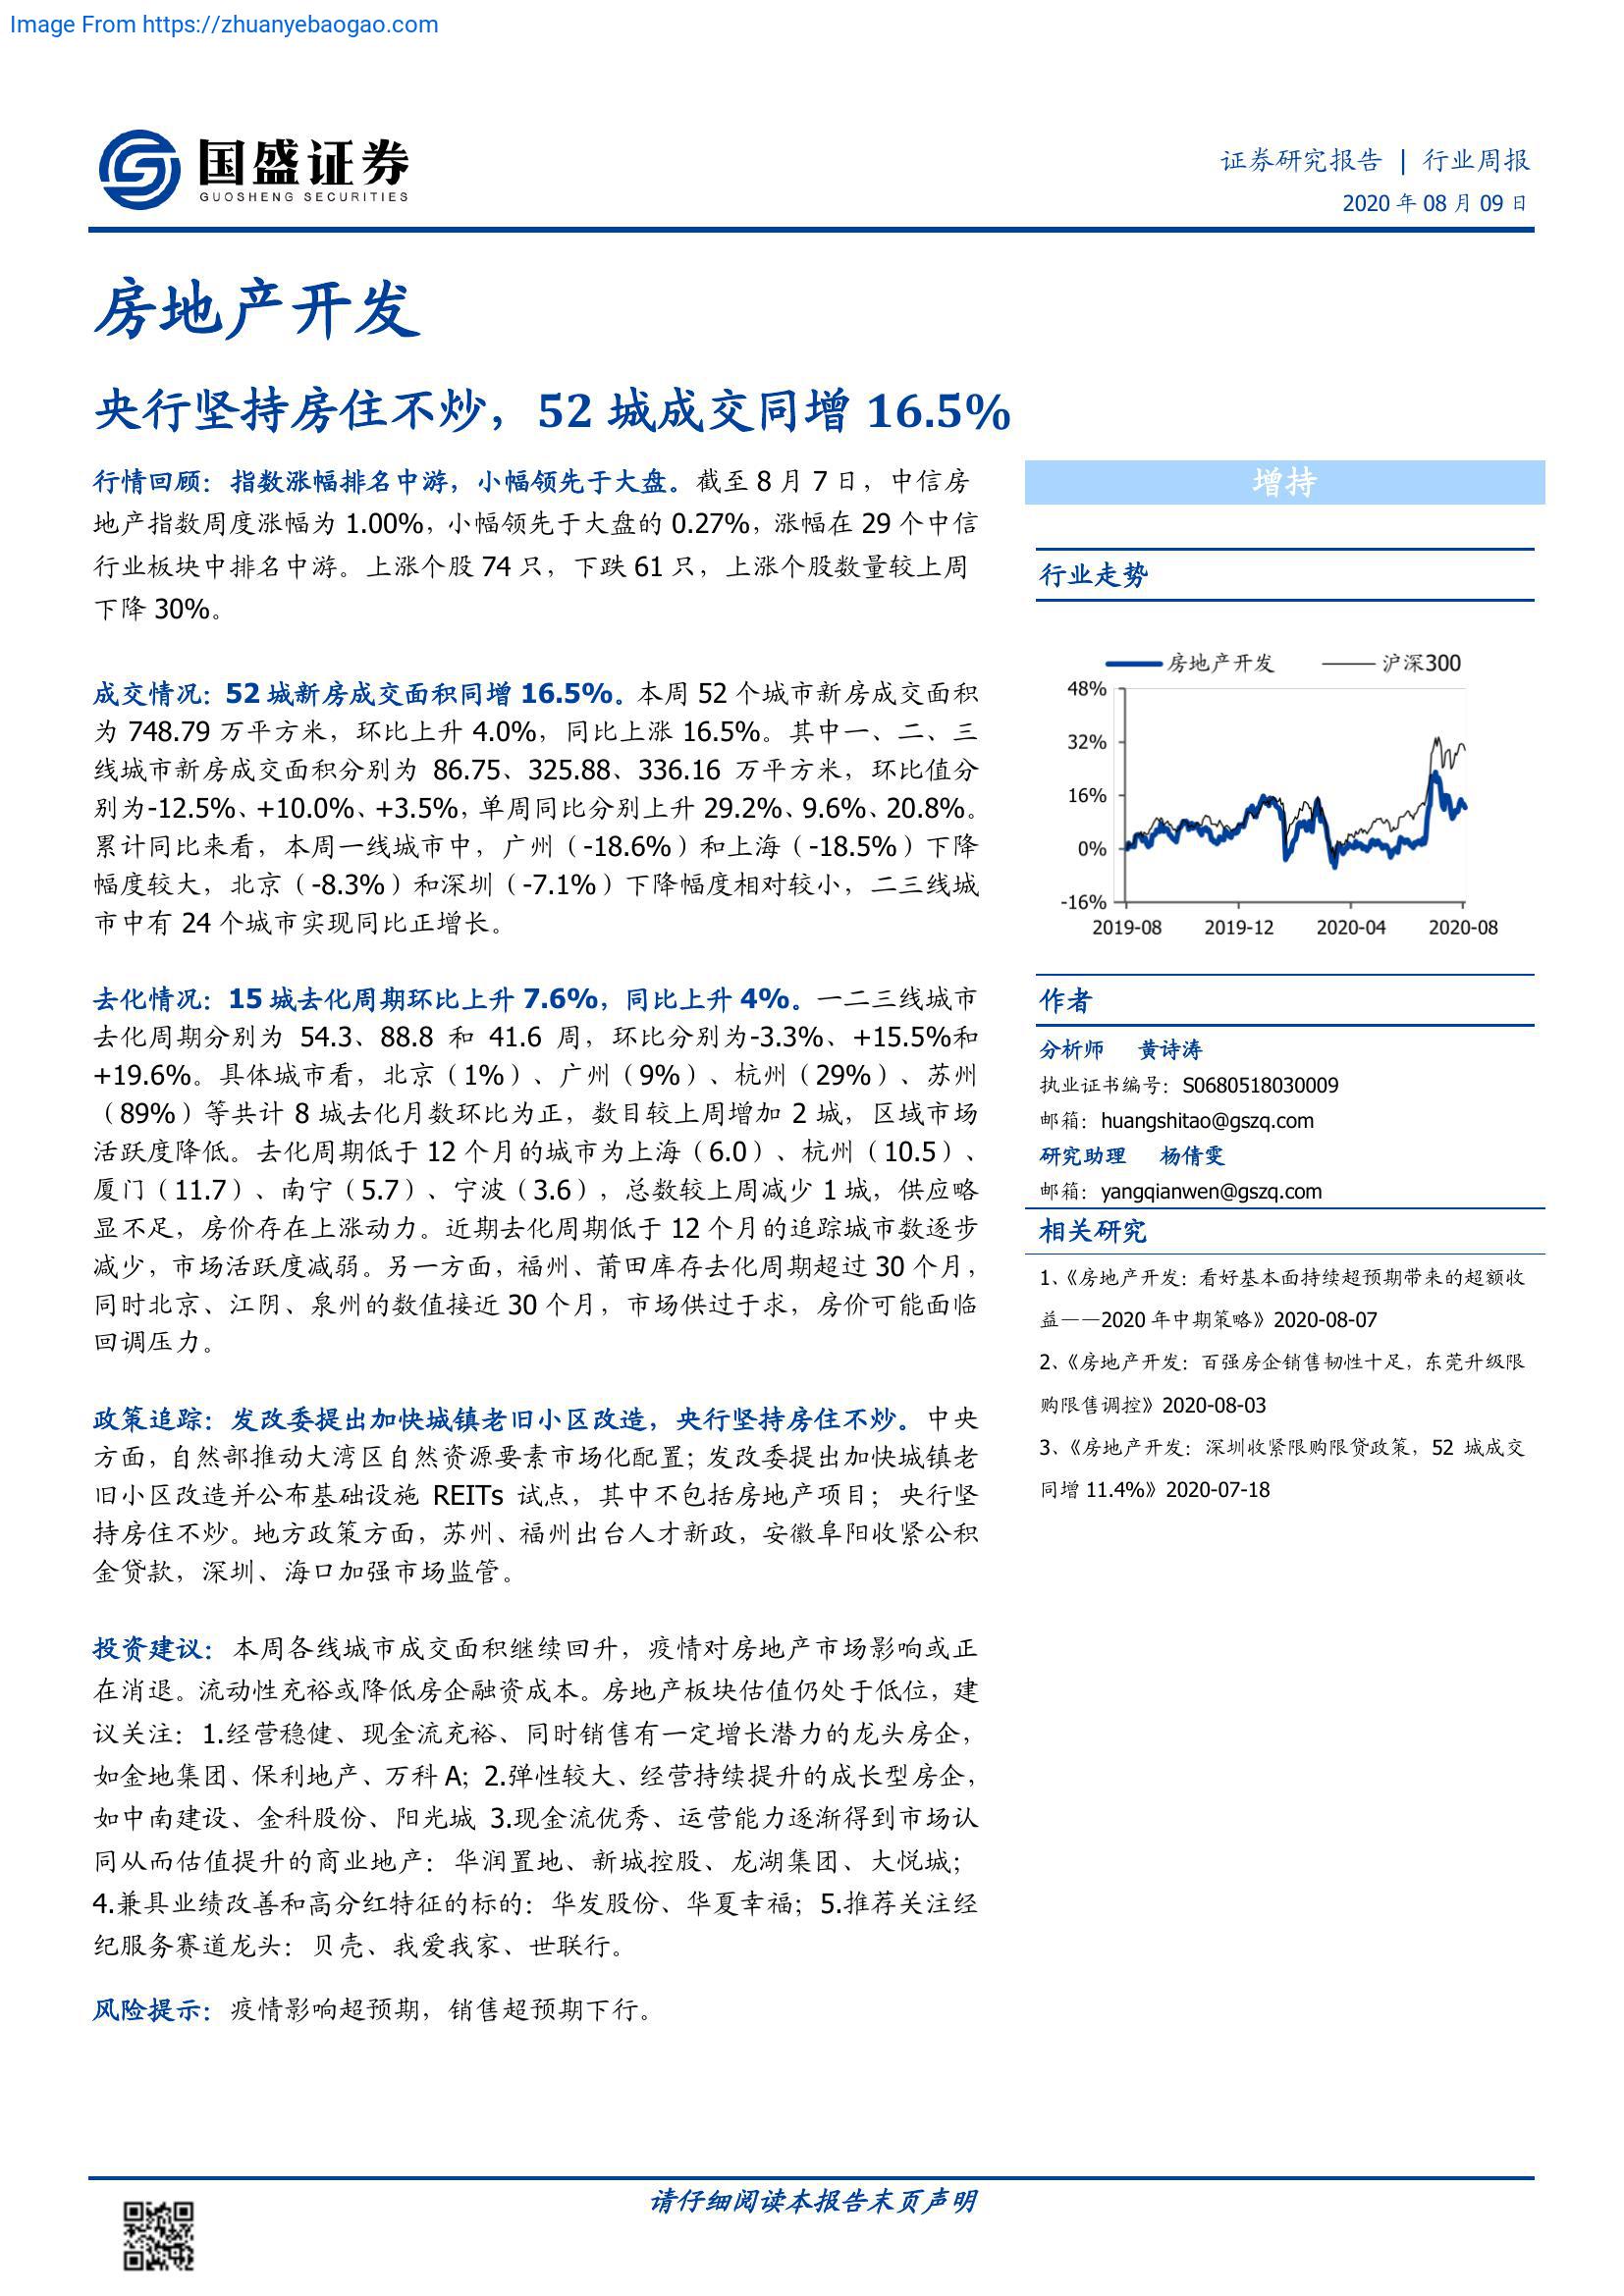 Image From https://zhuanyebaogao.com
国盛证券
GUOSHENG SECURITIES
证券研究报告 | 行业周报
2020 年 08 月 09 日
房地产开发
央行坚持房住不炒，52 城成交同增 16.5%
行情回顾：指数涨幅排名中游，小幅领先于大盘。截至 8 月 7 日，中信房
地产指数周度涨幅为 1.00%，小幅领先于大盘的 0.27%，涨幅在 29 个中信
行业板块中排名中游。上涨个股 74 只，下跌 61 只，上涨个股数量较上周
下降 30%。
成交情况：52 城新房成交面积同增 16.5%。本周 52 个城市新房成交面积
为 748.79 万平方米，环比上升 4.0%，同比上涨 16.5%。其中一、二、三
线城市新房成交面积分别为 86.75、325.88、336.16 万平方米，环比值分
别为-12.5%、+10.0%、+3.5%，单周同比分别上升 29.2%、9.6%、20.8%。
累计同比来看，本周一线城市中，广州（-18.6%）和上海（-18.5%）下降
幅度较大，北京（-8.3%）和深圳（-7.1%）下降幅度相对较小，二三线城
市中有 24 个城市实现同比正增长。
去化情况：15 城去化周期环比上升 7.6%，同比上升 4%。一二三线城市
去化周期分别为 54.3、88.8 和 41.6 周，环比分别为-3.3%、+15.5%和
+19.6%。具体城市看，北京（1%）、广州（9%）、杭州（29%）、苏州
（89%）等共计 8 城去化月数环比为正，数目较上周增加 2 城，区域市场
活跃度降低。去化周期低于 12 个月的城市为上海（6.0）、杭州（10.5）、
厦门（11.7）、南宁（5.7）、宁波（3.6），总数较上周减少 1 城，供应略
显不足，房价存在上涨动力。近期去化周期低于 12 个月的追踪城市数逐步
减少，市场活跃度减弱。另一方面，福州、莆田库存去化周期超过 30 个月，
同时北京、江阴、泉州的数值接近 30 个月，市场供过于求，房价可能面临
回调压力。
政策追踪：发改委提出加快城镇老旧小区改造，央行坚持房住不炒。中央
方面，自然部推动大湾区自然资源要素市场化配置；发改委提出加快城镇老
旧小区改造并公布基础设施 REITs 试点，其中不包括房地产项目；央行坚
持房住不炒。地方政策方面，苏州、福州出台人才新政，安徽阜阳收紧公积
金贷款，深圳、海口加强市场监管。
投资建议：本周各线城市成交面积继续回升，疫情对房地产市场影响或正
在消退。流动性充裕或降低房企融资成本。房地产板块估值仍处于低位，建
议关注：1.经营稳健、现金流充裕、同时销售有一定增长潜力的龙头房企，
如金地集团、保利地产、万科 A；2.弹性较大、经营持续提升的成长型房企，
如中南建设、金科股份、阳光城 3.现金流优秀、运营能力逐渐得到市场认
同从而估值提升的商业地产：华润置地、新城控股、龙湖集团、大悦城；
4.兼具业绩改善和高分红特征的标的：华发股份、华夏幸福；5.推荐关注经
纪服务赛道龙头：贝壳、我爱我家、世联行。
风险提示：疫情影响超预期，销售超预期下行。
增持
行业走势
房地产开发 沪深300
48%
32%
16%
0%
-16%
2019-08 2019-12 2020-04 2020-08
作者
分析师 黄诗涛
执业证书编号：S0680518030009
邮箱：huangshitao@gszq.com
研究助理 杨倩雯
邮箱：yangqianwen@gszq.com
相关研究
1、《房地产开发：看好基本面持续超预期带来的超额收
益——2020 年中期策略》2020-08-07
2、《房地产开发：百强房企销售韧性十足，东莞升级限
购限售调控》2020-08-03
3、《房地产开发：深圳收紧限购限贷政策，52 城成交
同增 11.4%》2020-07-18
请仔细阅读本报告末页声明